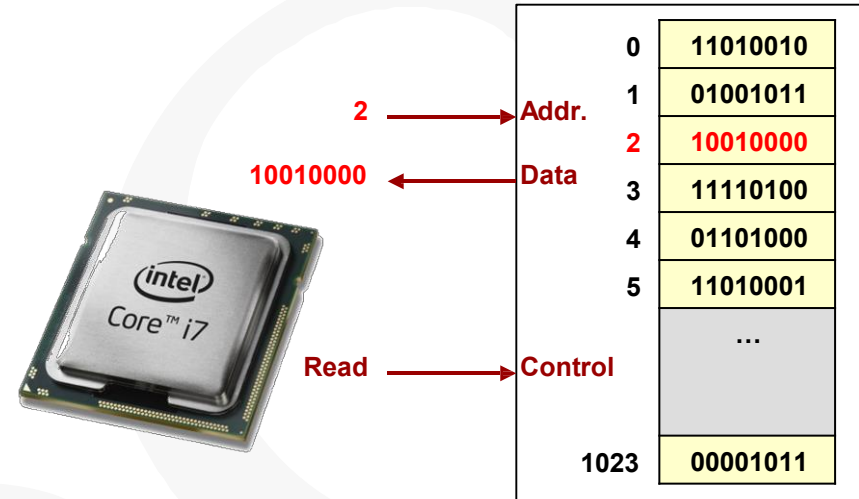 0 11010010
1 01001011
2 Addr.
2 10010000
10010000 Data
3 11110100
4 01101000
5 11010001
intel
Core™ i7
...
Read Control
1023 00001011